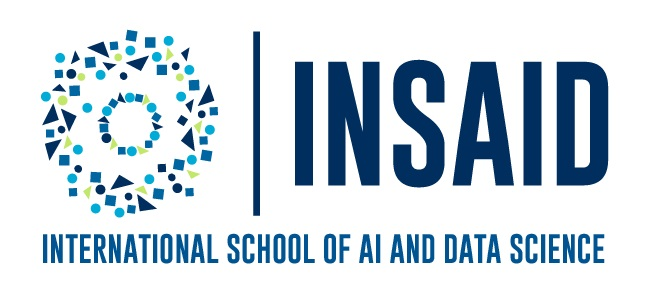 INSAID
INTERNATIONAL SCHOOL OF AI AND DATA SCIENCE